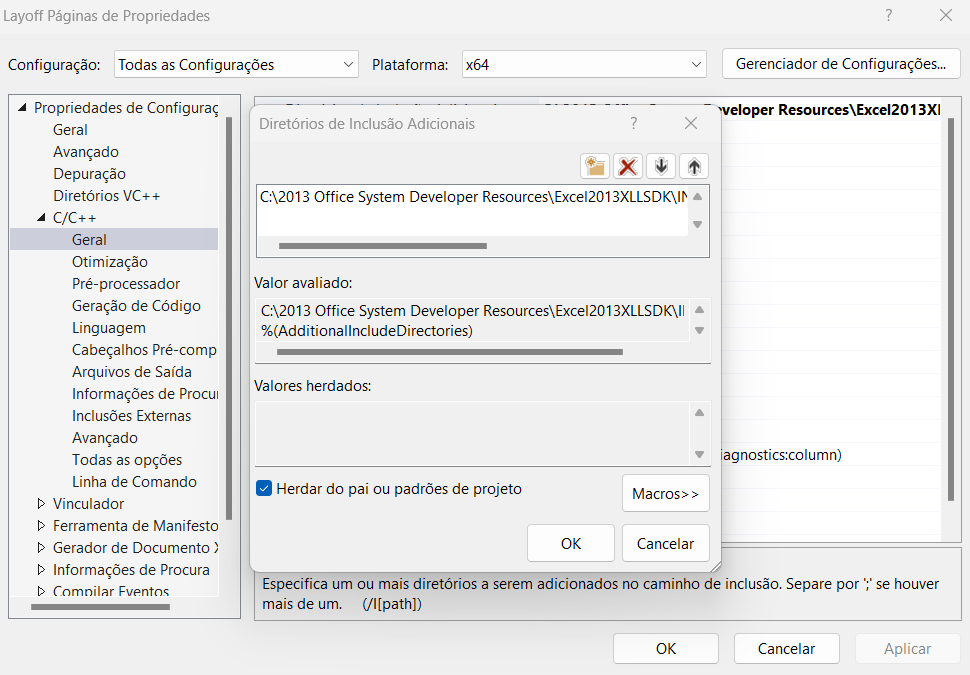 Layoff Páginas de Propriedades
?
Configuração: Todas as Configurações Plataforma: x64 Gerenciador de Configurações...
Propriedades de Configuraç
Geral
Avançado
Depuração
Diretórios VC++
C/C++
Geral
Otimização
Pré-processador
Geração de Código
Linguagem
Cabeçalhos Pré-comp
Arquivos de Saída
Informações de Procu
Inclusões Externas
Avançado
Todas as opções
Linha de Comando
Vinculador
Ferramenta de Manifesto
Gerador de Documento X
Informações de Procura
Compilar Eventos
eveloper Resources\Excel2013Xl
iagnostics:column)
Diretórios de Inclusão Adicionais
?
C:\2013 Office System Developer Resources\Excel2013XLLSDK\IN
Valor avaliado:
C:\2013 Office System Developer Resources\Excel2013XLLSDK\I
%(AdditionalIncludeDirectories)
Valores herdados:
Herdar do pai ou padrões de projeto
Macros>>
OK Cancelar
Especifica um ou mais diretórios a serem adicionados no caminho de inclusão. Separe por ';' se houver
mais de um. (/I[path])
OK Cancelar Aplicar